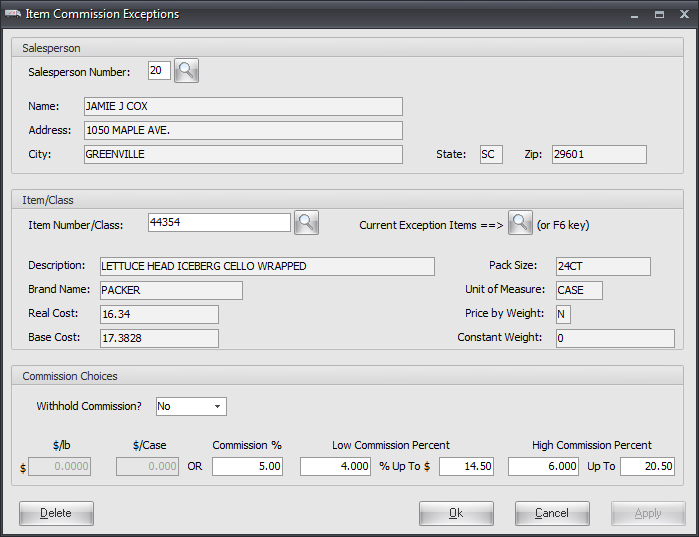 Item Commission Exceptions
Salesperson
Salesperson Number: 20
Name: JAMIE J COX
Address: 1050 MAPLE AVE.
City: GREENVILLE State: SC Zip: 29601
Item/Class
Item Number/Class: 44354 Current Exception Items ==> (or F6 key)
Description: LETTUCE HEAD ICEBERG CELLO WRAPPED Pack Size: 24CT
Brand Name: PACKER Unit of Measure: CASE
Real Cost: 16.34 Price by Weight: N
Base Cost: 17.3828 Constant Weight: 0
Commission Choices
Withhold Commission? No
$/lb $/Case Commission % Low Commission Percent High Commission Percent
$ 0.0000 0.000 OR 5.00 4.000 % Up To $ 14.50 6.000 Up To 20.50
Delete Ok Cancel Apply